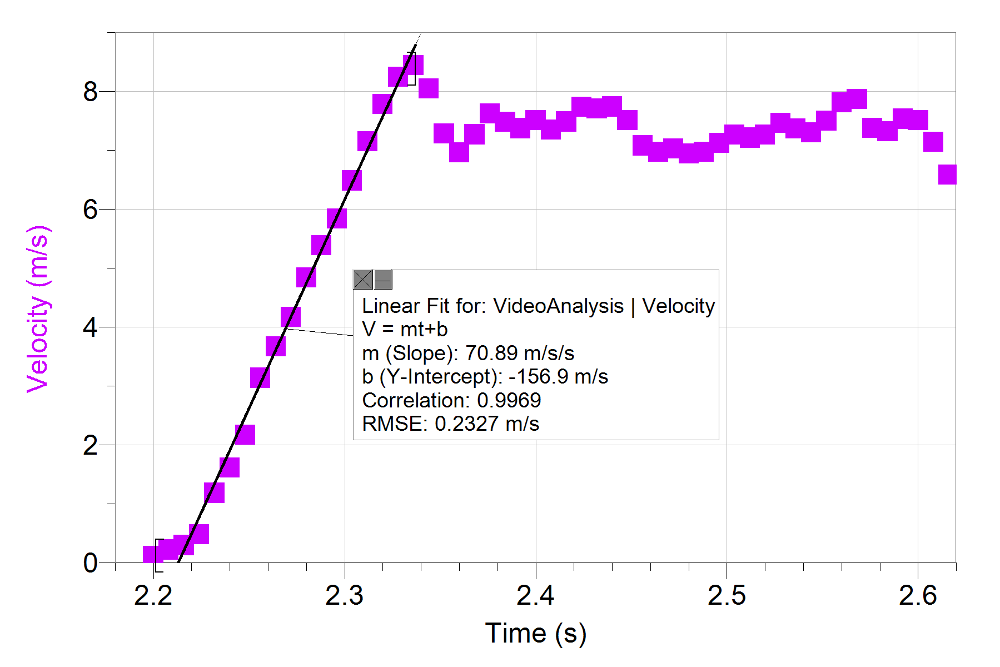 Velocity (m/s)
8
6
4
2
0
Linear Fit for: VideoAnalysis | Velocity
V = mt+b
m (Slope): 70.89 m/s/s
b (Y-Intercept): -156.9 m/s
Correlation: 0.9969
RMSE: 0.2327 m/s
2.2 2.3 2.4 2.5 2.6
Time (s)